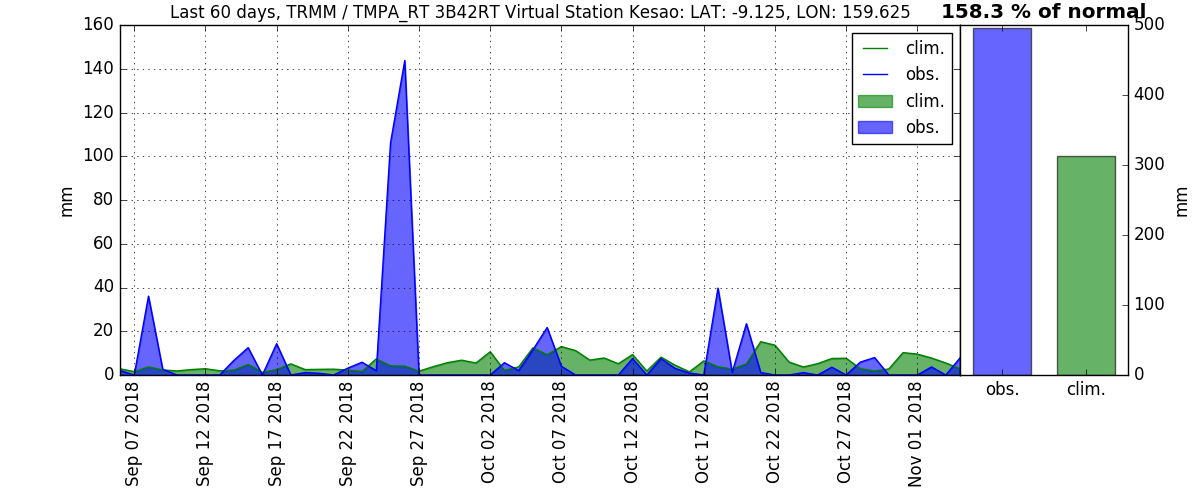 Last 60 days, TRMM / TMPA_RT 3B42RT Virtual Station Kesao: LAT: -9.125, LON: 159.625
158.3 % of normal
160
140
120
100
80
60
40
20
0
mm
clim.
obs.
clim.
obs.
Sep 07 2018
Sep 12 2018
Sep 17 2018
Sep 22 2018
Sep 27 2018
Oct 02 2018
Oct 07 2018
Oct 12 2018
Oct 17 2018
Oct 22 2018
Oct 27 2018
Nov 01 2018
500
400
300
200
100
0
mm
obs.
clim.